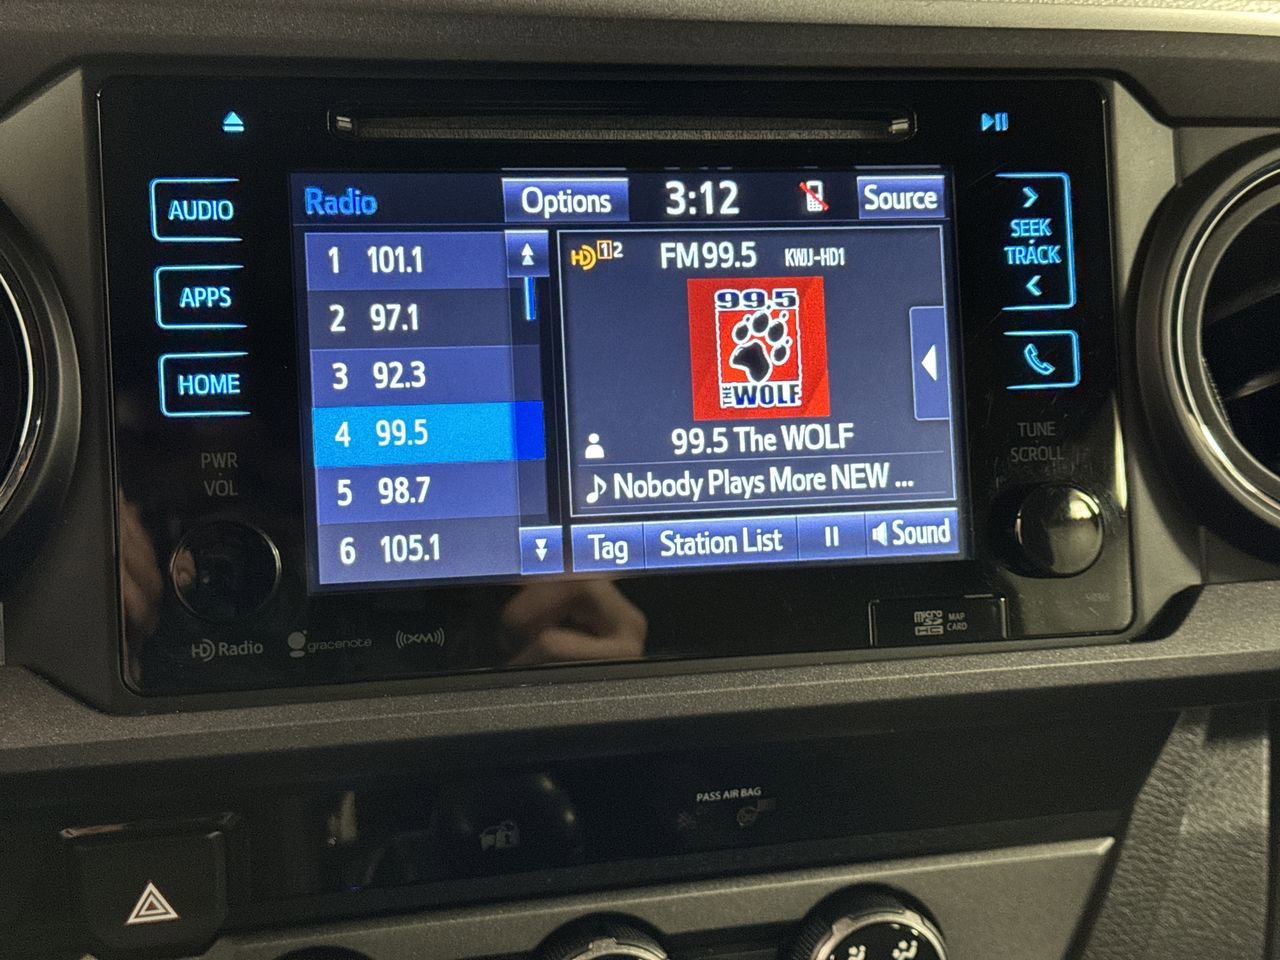 AUDIO
APPS
HOME
PWR
VOL
Radio
Options
3:12
Source
1 101.1
2 97.1
3 92.3
4 99.5
5 98.7
6 105.1
HD 1 2
FM 99.5 KWJJ-HD1
99.5
THE WOLF
99.5 The WOLF
Nobody Plays More NEW ...
Tag
Station List
Sound
SEEK
TRACK
TUNE
SCROLL
HD Radio
gracenote
((XM))
micro SD HC
MAP CARD
PASS AIR BAG